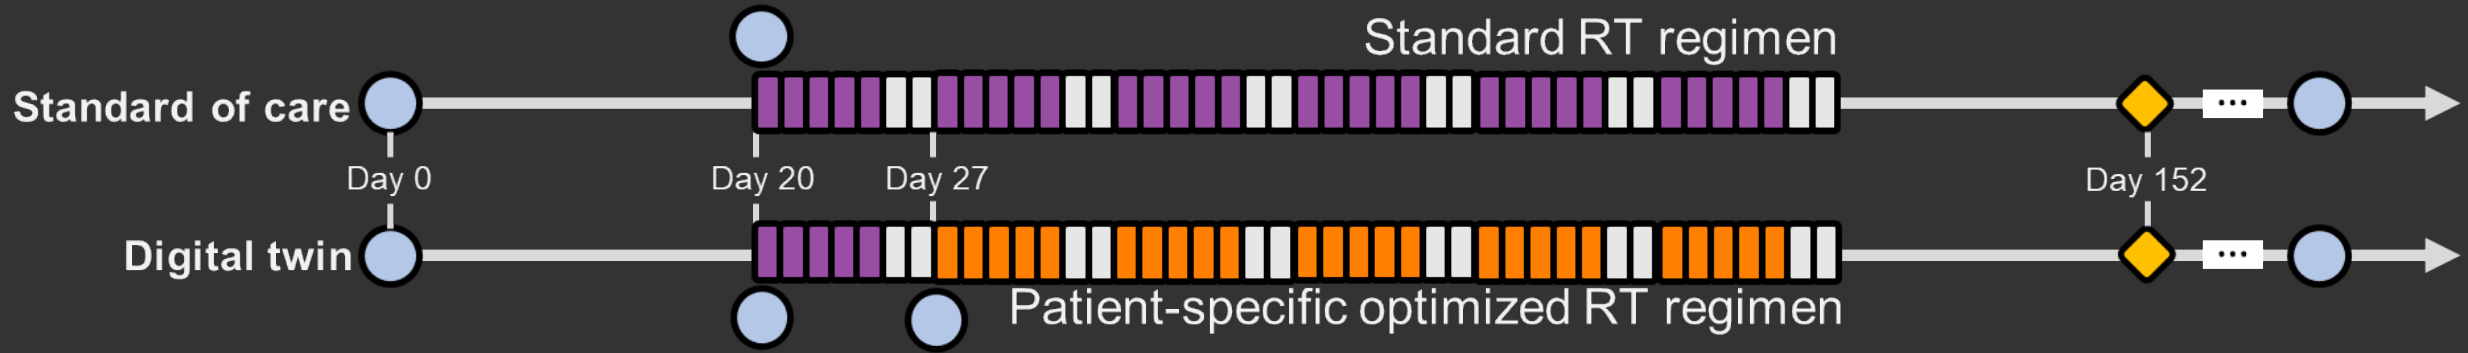 Standard RT regimen
Standard of care
...
Day 0
Day 20
Day 27
Day 152
Digital twin
...
Patient-specific optimized RT regimen